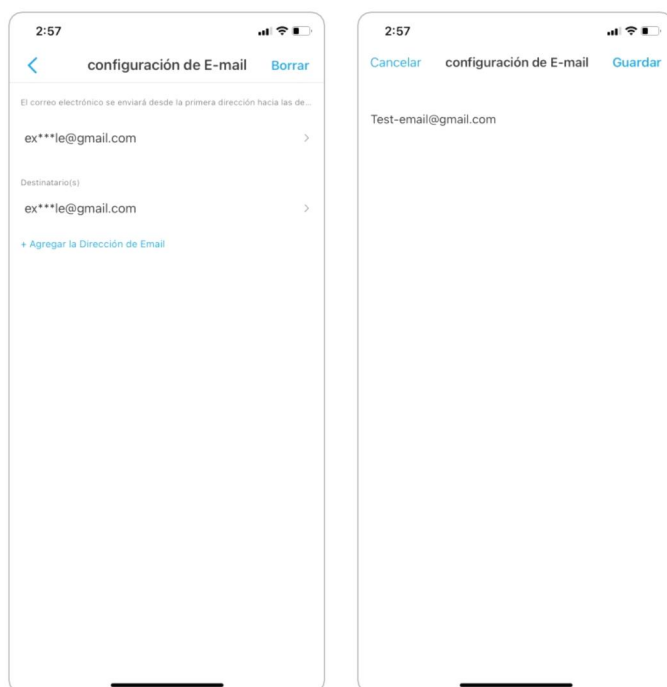 2:57
configuración de E-mail
Borrar
El correo electrónico se enviará desde la primera dirección hacia las de...
ex***le@gmail.com
Destinatario(s)
ex***le@gmail.com
+ Agregar la Dirección de Email
2:57
Cancelar
configuración de E-mail
Guardar
Test-email@gmail.com